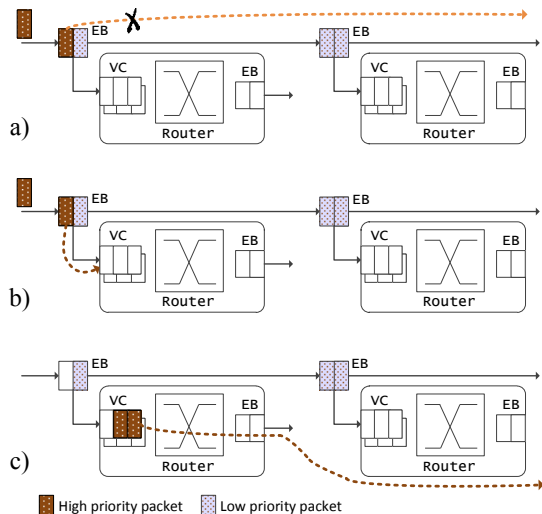 EB EB
VC EB VC EB
Router Router
a)
EB EB
VC EB VC EB
Router Router
b)
EB EB
VC EB VC EB
Router Router
c)
High priority packet Low priority packet